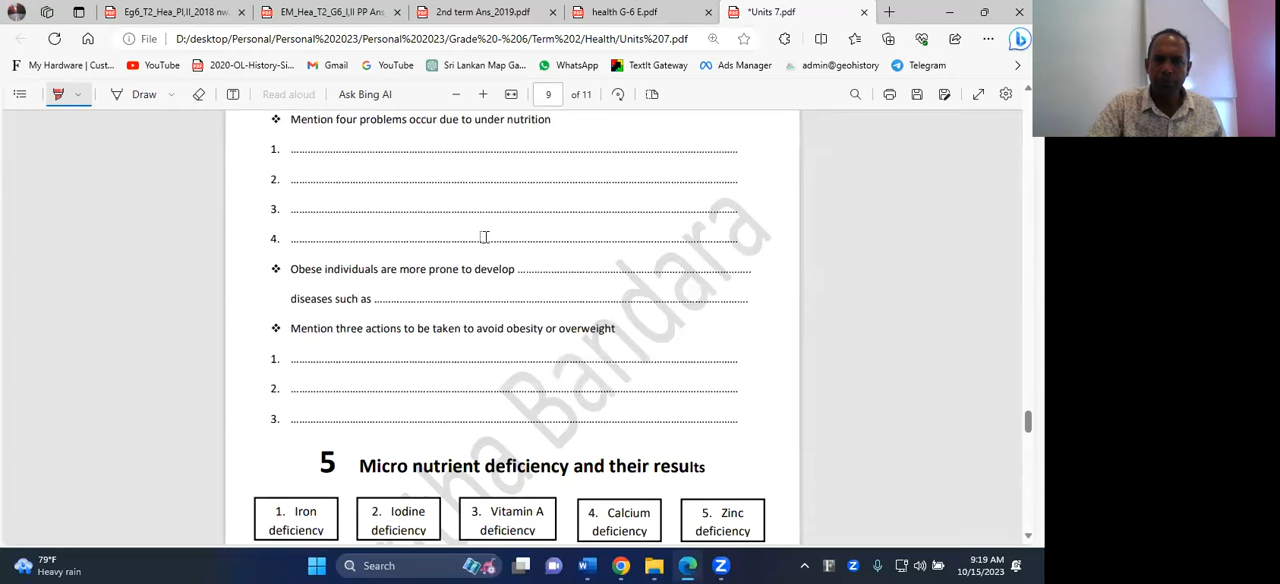 Eg6_T2_Hea_PI,II_2018 nw
EM_Hea_T2_G6_I,II PP Ans
2nd term Ans_2019.pdf
health G-6 E.pdf
*Units 7.pdf
File
D:/desktop/Personal/Personal%202023/Personal%202023/Grade%20-%206/Term%202/Health/Units%207.pdf
My Hardware | Cust...
YouTube
2020-OL-History-Si...
Gmail
YouTube
Sri Lankan Map Ga...
WhatsApp
TextIt Gateway
Ads Manager
admin@geohistory
Telegram
Draw
Read aloud
Ask Bing AI
9 of 11
Mention four problems occur due to under nutrition
1. ........................................
2. ........................................
3. ........................................
4. ........................................
Obese individuals are more prone to develop ........................................
diseases such as ........................................
Mention three actions to be taken to avoid obesity or overweight
1. ........................................
2. ........................................
3. ........................................
5 Micro nutrient deficiency and their results
1. Iron deficiency
2. Iodine deficiency
3. Vitamin A deficiency
4. Calcium deficiency
5. Zinc deficiency
tha Bandara
79°F
Heavy rain
Search
9:19 AM
10/15/2023